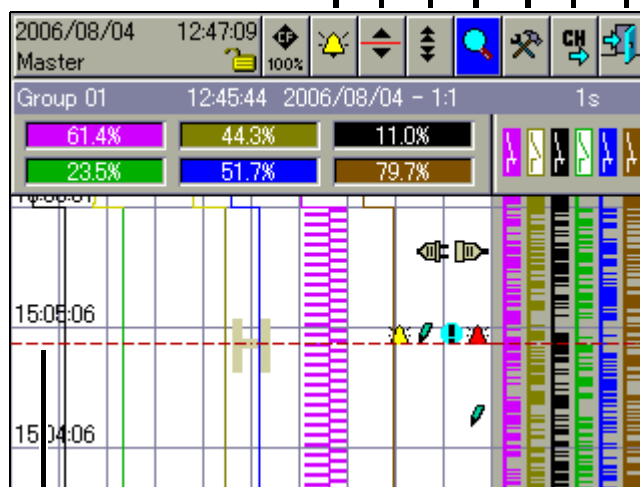 2006/08/04 12:47:09
Master
CF
100%
CH
Group 01 12:45:44 2006/08/04 - 1:1 1s
61.4% 44.3% 11.0%
23.5% 51.7% 79.7%
15:05:06
H
15:04:06